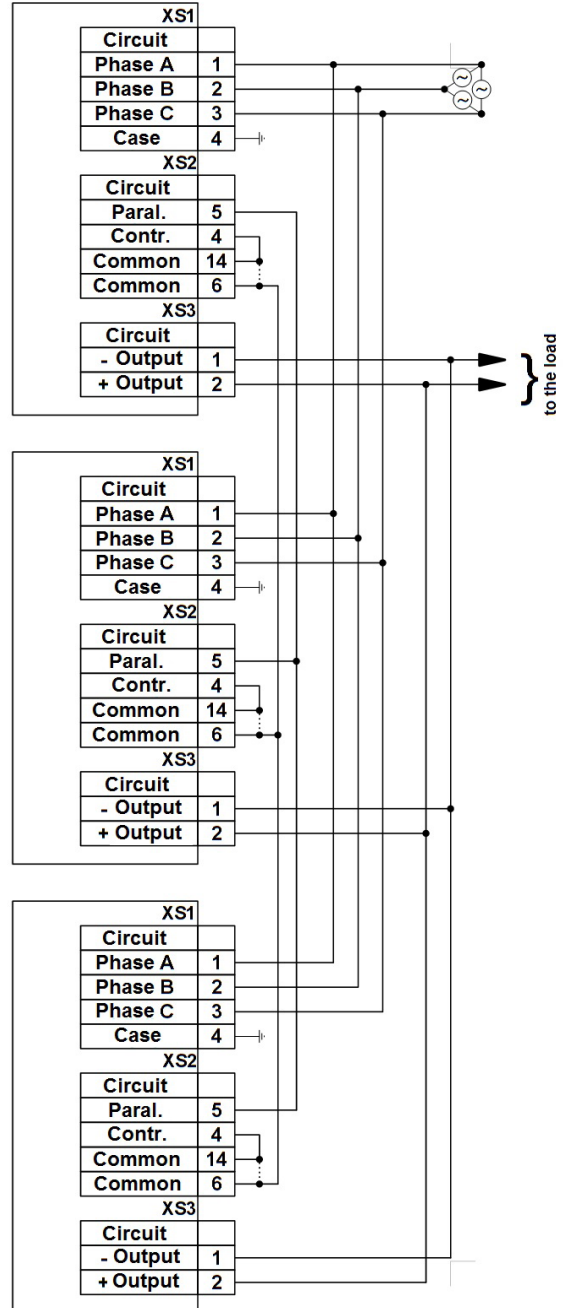 XS1
Circuit
Phase A 1
Phase B 2
Phase C 3
Case 4
XS2
Circuit
Paral. 5
Contr. 4
Common 14
Common 6
XS3
Circuit
- Output 1
+ Output 2
to the load
XS1
Circuit
Phase A 1
Phase B 2
Phase C 3
Case 4
XS2
Circuit
Paral. 5
Contr. 4
Common 14
Common 6
XS3
Circuit
- Output 1
+ Output 2
XS1
Circuit
Phase A 1
Phase B 2
Phase C 3
Case 4
XS2
Circuit
Paral. 5
Contr. 4
Common 14
Common 6
XS3
Circuit
- Output 1
+ Output 2